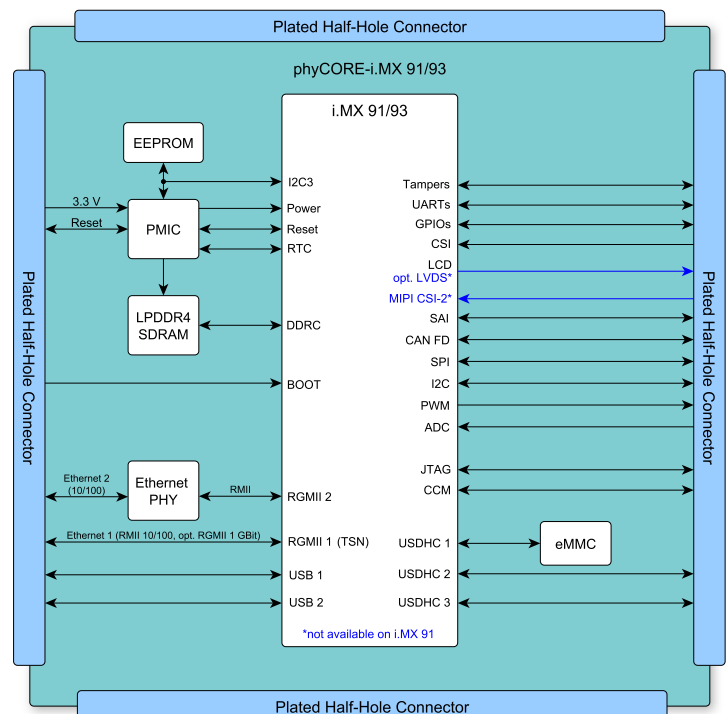 Plated Half-Hole Connector
phyCORE-i.MX 91/93
i.MX 91/93
EEPROM
3.3 V
Reset
PMIC
LPDDR4
SDRAM
Ethernet 2
(10/100)
Ethernet
PHY
RMII
Ethernet 1 (RMII 10/100, opt. RGMII 1 GBit)
I2C3
Power
Reset
RTC
DDRC
BOOT
RGMII 2
RGMII 1 (TSN)
USB 1
USB 2
Tampers
UARTs
GPIOs
CSI
LCD
opt. LVDS*
MIPI CSI-2*
SAI
CAN FD
SPI
I2C
PWM
ADC
JTAG
CCM
USDHC 1
USDHC 2
USDHC 3
eMMC
*not available on i.MX 91
Plated Half-Hole Connector
Plated Half-Hole Connector
Plated Half-Hole Connector